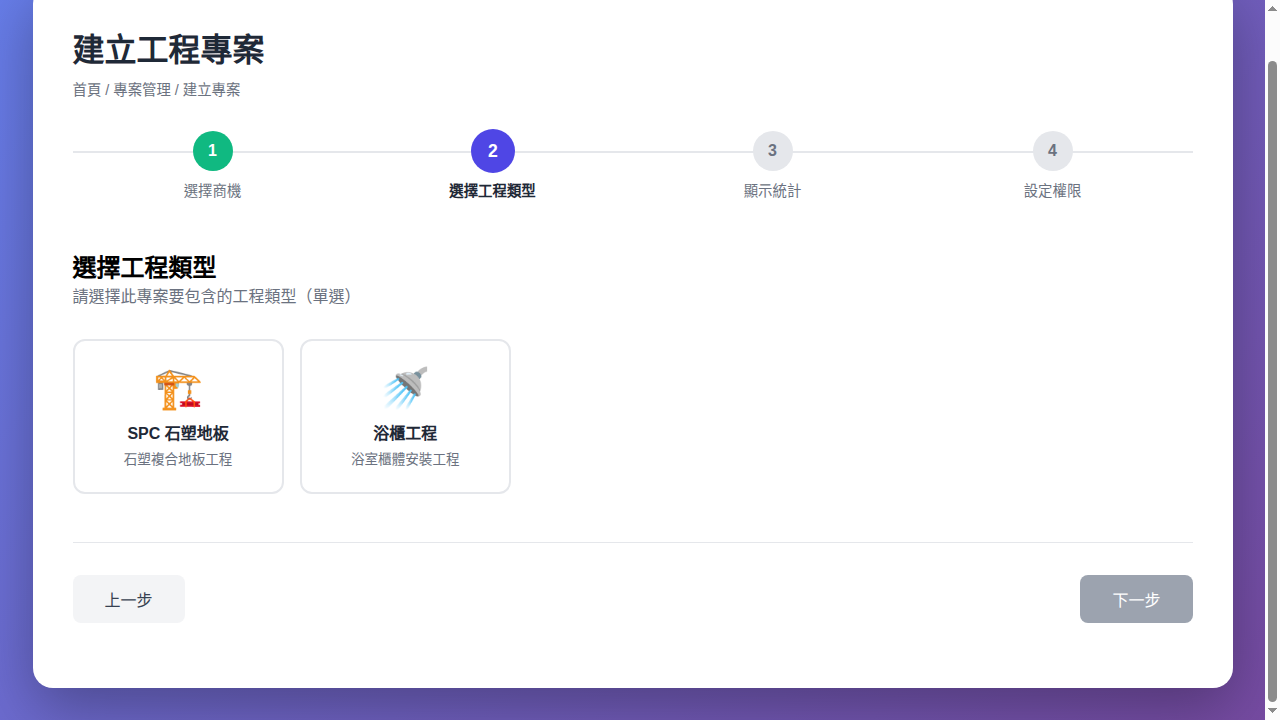 建立工程專案
首頁 / 專案管理 / 建立專案
1
2
3
4
選擇商機
選擇工程類型
顯示統計
設定權限
選擇工程類型
請選擇此專案要包含的工程類型（單選）
SPC 石塑地板
石塑複合地板工程
浴櫃工程
浴室櫃體安裝工程
上一步
下一步